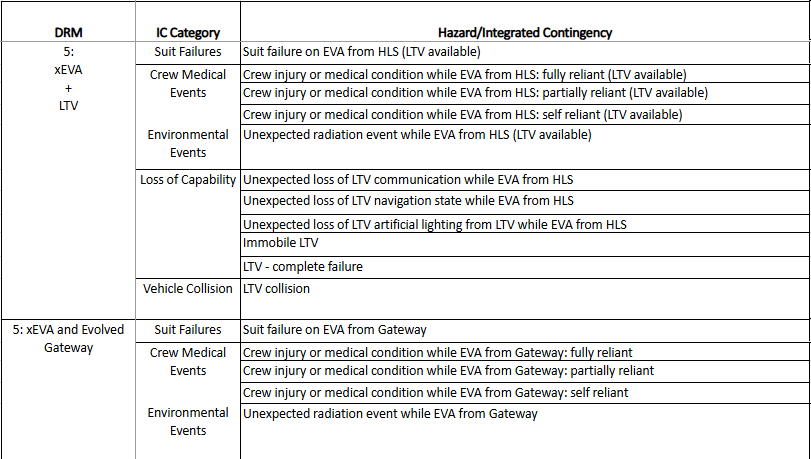 DRM IC Category Hazard/Integrated Contingency
5: Suit Failures Suit failure on EVA from HLS (LTV available)
xEVA Crew Medical Crew injury or medical condition while EVA from HLS: fully reliant (LTV available)
+ Events Crew injury or medical condition while EVA from HLS: partially reliant (LTV available)
LTV Crew injury or medical condition while EVA from HLS: self reliant (LTV available)
Environmental Unexpected radiation event while EVA from HLS (LTV available)
Events
Loss of Capability Unexpected loss of LTV communication while EVA from HLS
Unexpected loss of LTV navigation state while EVA from HLS
Unexpected loss of LTV artificial lighting from LTV while EVA from HLS
Immobile LTV
LTV - complete failure
Vehicle Collision LTV collision
5: xEVA and Evolved Suit Failures Suit failure on EVA from Gateway
Gateway Crew Medical Crew injury or medical condition while EVA from Gateway: fully reliant
Events Crew injury or medical condition while EVA from Gateway: partially reliant
Crew injury or medical condition while EVA from Gateway: self reliant
Environmental Unexpected radiation event while EVA from Gateway
Events